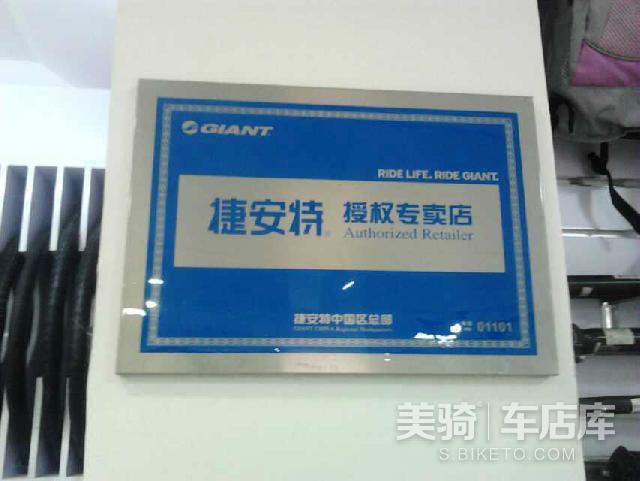 GIANT
RIDE LIFE. RIDE GIANT.
捷安特® 授权专卖店
Authorized Retailer
捷安特中国区总部
GIANT CHINA Regional Headquarters
01101
美骑 车店库
S.BIKETO.COM